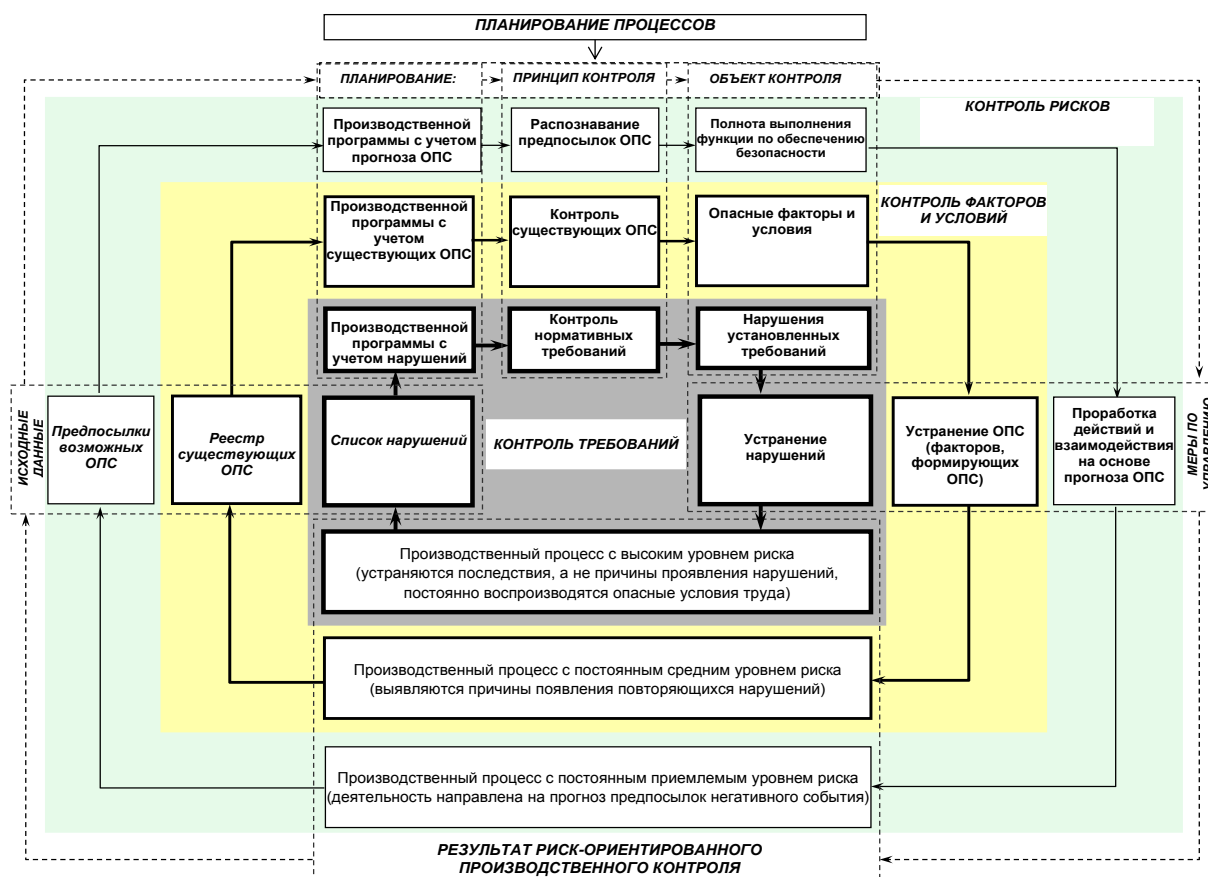 ПЛАНИРОВАНИЕ ПРОЦЕССОВ
ПЛАНИРОВАНИЕ:
ПРИНЦИП КОНТРОЛЯ
ОБЪЕКТ КОНТРОЛЯ
КОНТРОЛЬ РИСКОВ
Производственной
программы с учетом
прогноза ОПС
Распознавание
предпосылок ОПС
Полнота выполнения
функции по обеспечению
безопасности
КОНТРОЛЬ ФАКТОРОВ
И УСЛОВИЙ
Производственной
программы с
учетом
существующих ОПС
Контроль
существующих ОПС
Опасные факторы и
условия
Производственной
программы с
учетом нарушений
Контроль
нормативных
требований
Нарушения
установленных
требований
ИСХОДНЫЕ
ДАННЫЕ
Предпосылки
возможных
ОПС
Реестр
существующих
ОПС
Список нарушений
КОНТРОЛЬ ТРЕБОВАНИЙ
Устранение
нарушений
Устранение ОПС
(факторов,
формирующих
ОПС)
Проработка
действий и
взаимодействия
на основе
прогноза ОПС
МЕРЫ ПО
УПРАВЛЕНИЮ
Производственный процесс с высоким уровнем риска
(устраняются последствия, а не причины проявления нарушений,
постоянно воспроизводятся опасные условия труда)
Производственный процесс с постоянным средним уровнем риска
(выявляются причины появления повторяющихся нарушений)
Производственный процесс с постоянным приемлемым уровнем риска
(деятельность направлена на прогноз предпосылок негативного события)
РЕЗУЛЬТАТ РИСК-ОРИЕНТИРОВАННОГО
ПРОИЗВОДСТВЕННОГО КОНТРОЛЯ